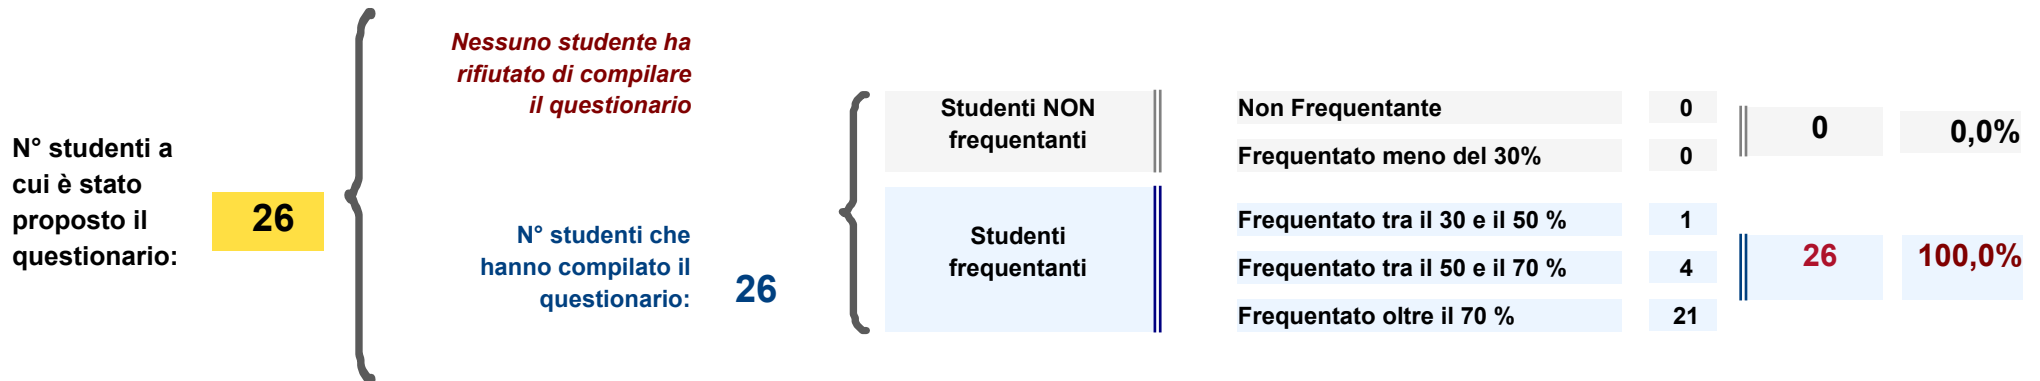 N° studenti a
cui è stato
proposto il
questionario:
26
Nessuno studente ha
rifiutato di compilare
il questionario
N° studenti che
hanno compilato il
questionario:
26
Studenti NON
frequentanti
Non Frequentante 0
Frequentato meno del 30% 0
0 0,0%
Studenti
frequentanti
Frequentato tra il 30 e il 50 % 1
Frequentato tra il 50 e il 70 % 4
Frequentato oltre il 70 % 21
26 100,0%